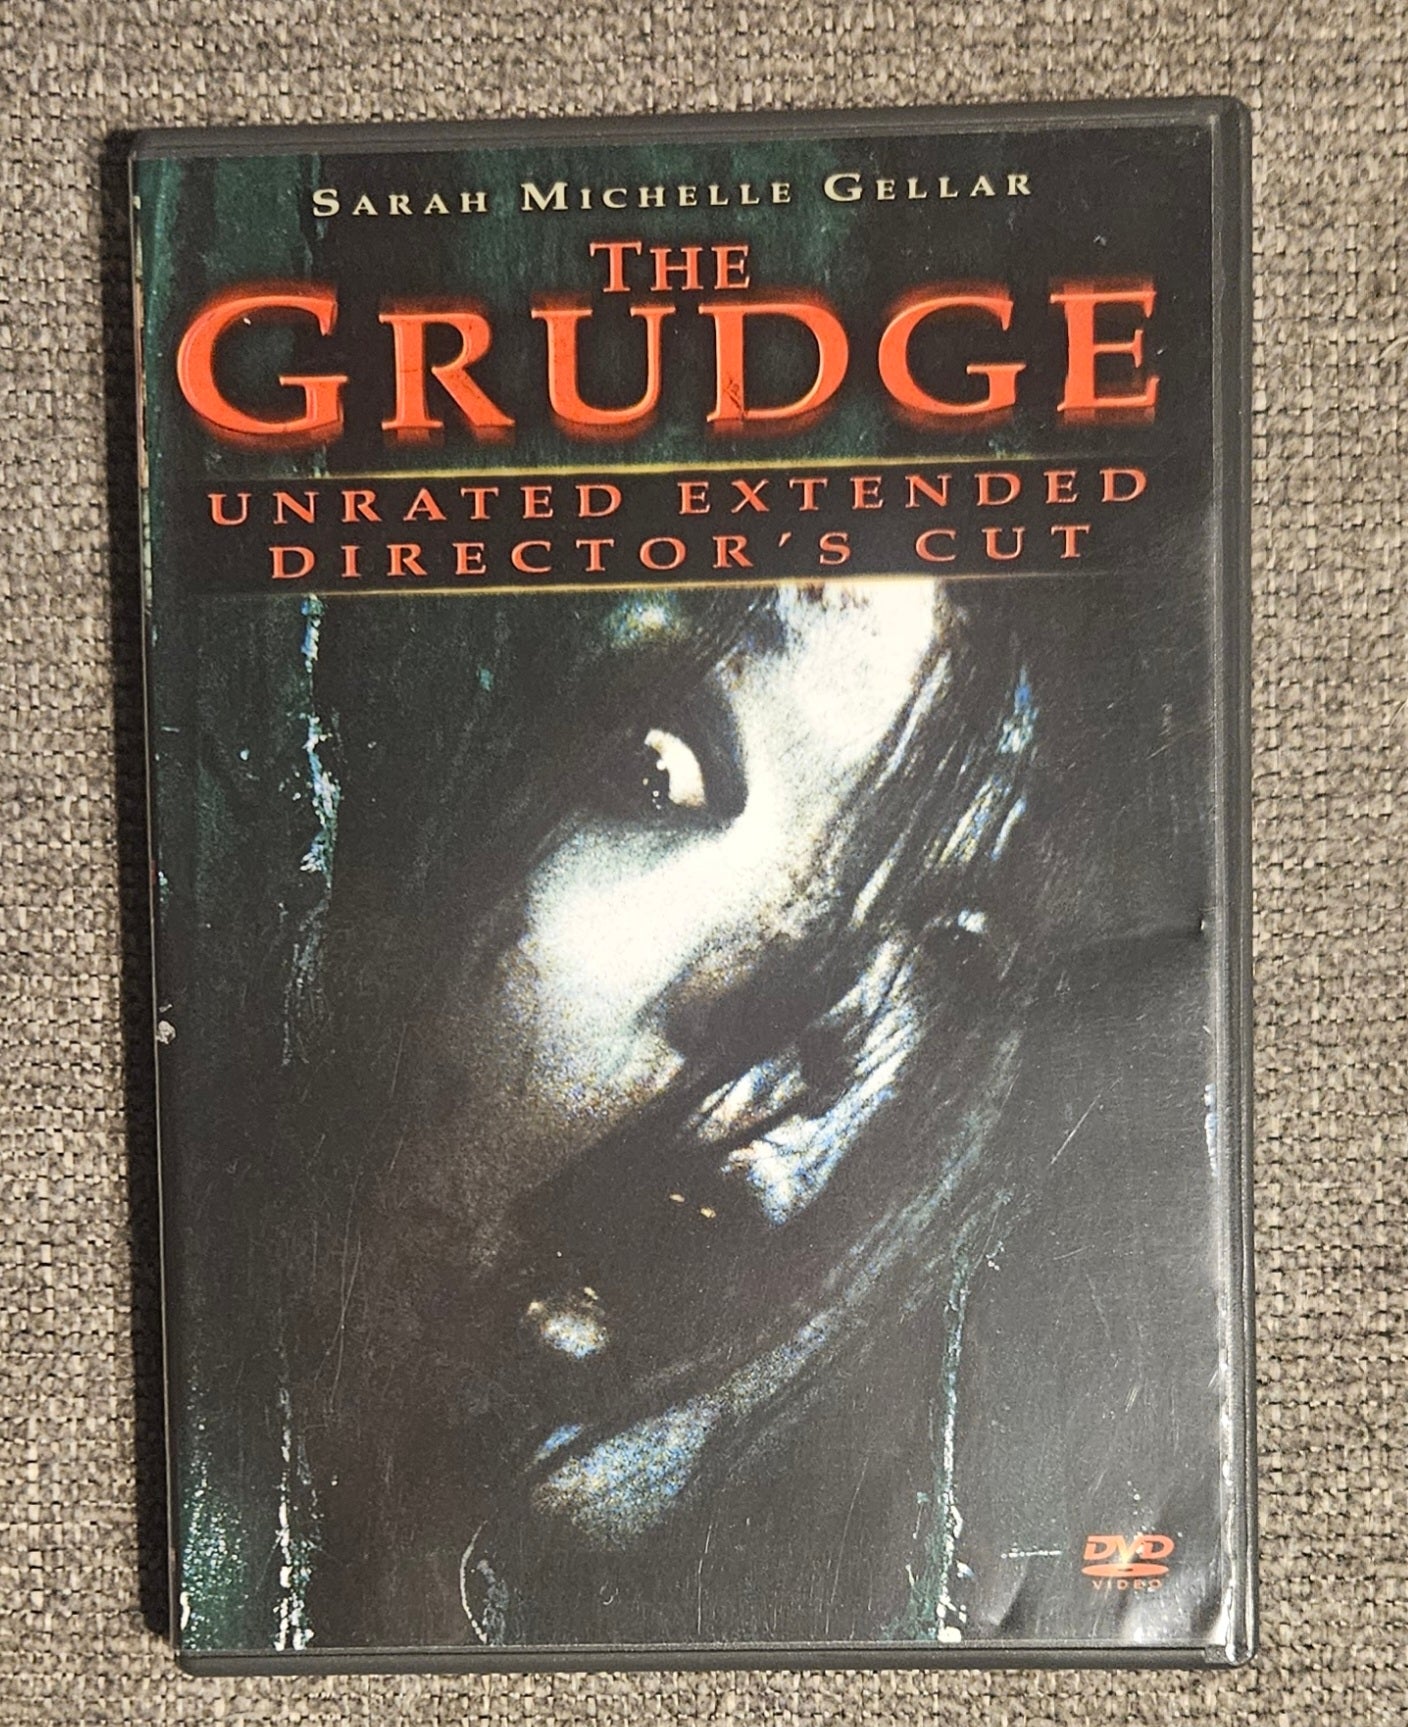 SARAH MICHELLE GELLAR
THE
GRUDGE
UNRATED EXTENDED
DIRECTOR'S CUT
DVD
VIDEO